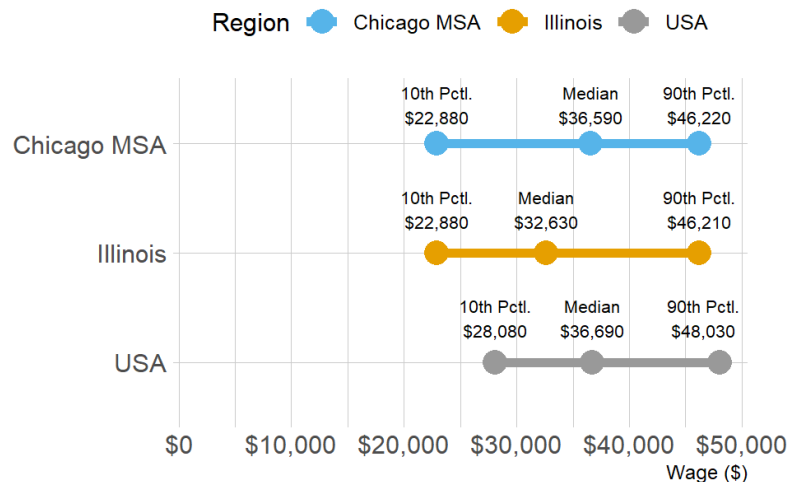 Region Chicago MSA Illinois USA
10th Pctl. Median 90th Pctl.
$22,880 $36,590 $46,220
Chicago MSA
10th Pctl. Median 90th Pctl.
$22,880 $32,630 $46,210
Illinois
10th Pctl. Median 90th Pctl.
$28,080 $36,690 $48,030
USA
$0 $10,000 $20,000 $30,000 $40,000 $50,000
Wage ($)